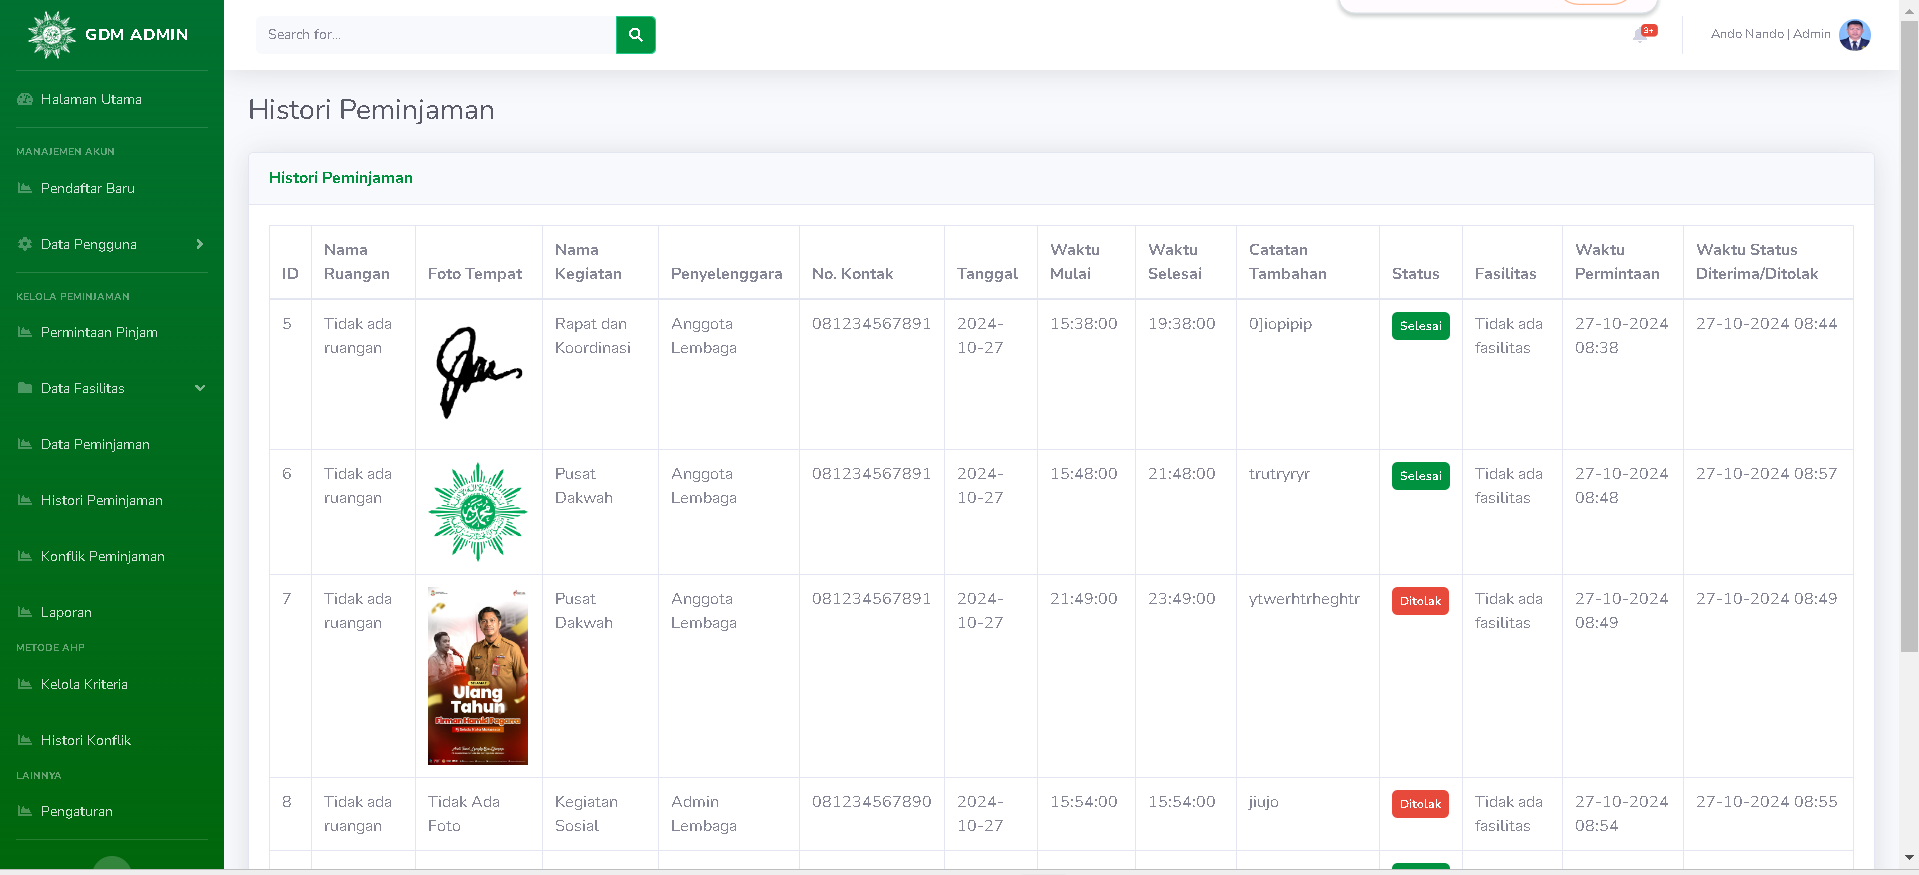 GDM ADMIN
Search for...
3+
Ando Nando | Admin
Halaman Utama
MANAJEMEN AKUN
Pendaftar Baru
Data Pengguna
KELOLA PEMINJAMAN
Permintaan Pinjam
Data Fasilitas
Data Peminjaman
Histori Peminjaman
Konflik Peminjaman
Laporan
METODE AHP
Kelola Kriteria
Histori Konflik
LAINNYA
Pengaturan
Histori Peminjaman
Histori Peminjaman
ID Nama Ruangan Foto Tempat Nama Kegiatan Penyelenggara No. Kontak Tanggal Waktu Mulai Waktu Selesai Catatan Tambahan Status Fasilitas Waktu Permintaan Waktu Status Diterima/Ditolak
5 Tidak ada ruangan Rapat dan Koordinasi Anggota Lembaga 081234567891 2024-10-27 15:38:00 19:38:00 0]iopipip Selesai Tidak ada fasilitas 27-10-2024 08:38 27-10-2024 08:44
6 Tidak ada ruangan Pusat Dakwah Anggota Lembaga 081234567891 2024-10-27 15:48:00 21:48:00 trutryryr Selesai Tidak ada fasilitas 27-10-2024 08:48 27-10-2024 08:57
7 Tidak ada ruangan Pusat Dakwah Anggota Lembaga 081234567891 2024-10-27 21:49:00 23:49:00 ytwerhtrheghtr Ditolak Tidak ada fasilitas 27-10-2024 08:49 27-10-2024 08:49
Ulang
Tahun
Firman Hamid Pagarra
8 Tidak ada ruangan Tidak Ada Foto Kegiatan Sosial Admin Lembaga 081234567890 2024-10-27 15:54:00 15:54:00 jiujo Ditolak Tidak ada fasilitas 27-10-2024 08:54 27-10-2024 08:55